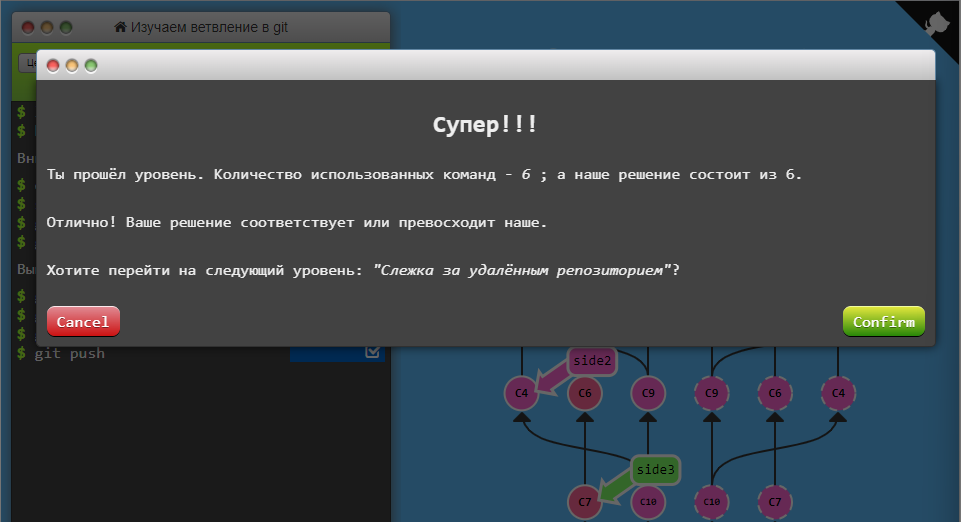 Изучаем ветвление в git
Супер!!!
Ты прошёл уровень. Количество использованных команд - 6 ; а наше решение состоит из 6.
Отлично! Ваше решение соответствует или превосходит наше.
Хотите перейти на следующий уровень: "Слежка за удалённым репозиторием"?
Cancel
Confirm
$
$
$
$
$
$
$
$
$
$ git push
side2
C4
C6
C9
C9
C6
C4
side3
C7
C10
C10
C7